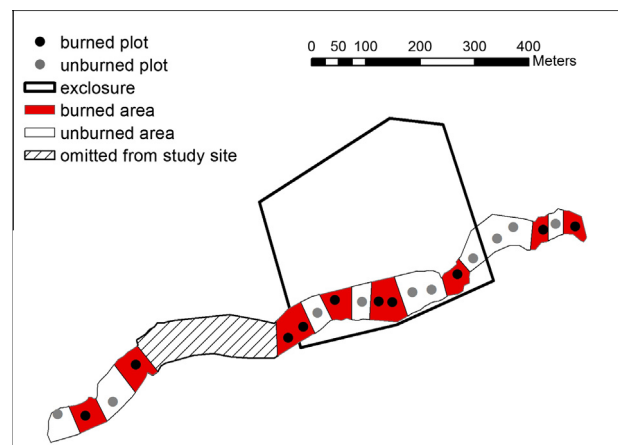 burned plot
unburned plot
exclosure
burned area
unburned area
omitted from study site
0 50 100 200 300 400
Meters